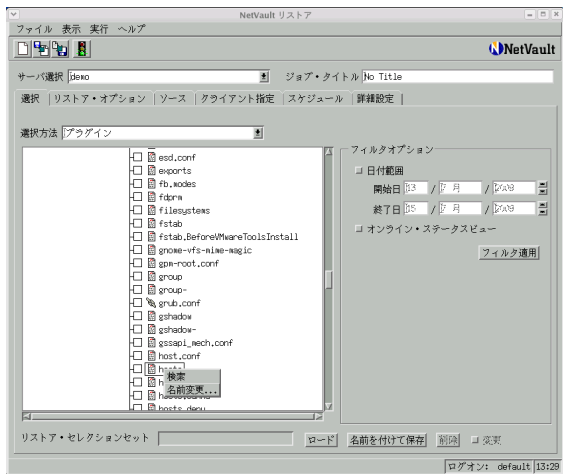 NetVault リストア
ファイル 表示 実行 ヘルプ
NetVault
サーバ選択 demo
ジョブ・タイトル No Title
選択 リストア・オプション ソース クライアント指定 スケジュール 詳細設定
選択方法 プラグイン
esd.conf
exports
fb.modes
fdprm
filesystems
fstab
fstab.BeforeVMwareToolsInstall
gnome-vfs-mime-magic
gpm-root.conf
group
group-
grub.conf
gshadow
gshadow-
gssapi_mech.conf
host.conf
検索
名前変更...
hosts.deny
フィルタオプション
日付範囲
開始日 / 月 /
終了日 / 月 /
オンライン・ステータスビュー
フィルタ適用
リストア・セレクションセット
ロード 名前を付けて保存 削除 変更
ログオン: default 13:29